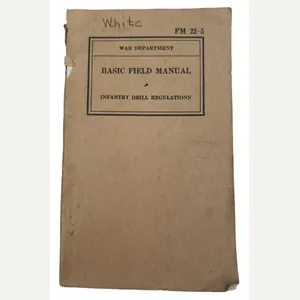 White
FM 22-5
WAR DEPARTMENT
BASIC FIELD MANUAL
INFANTRY DRILL REGULATIONS